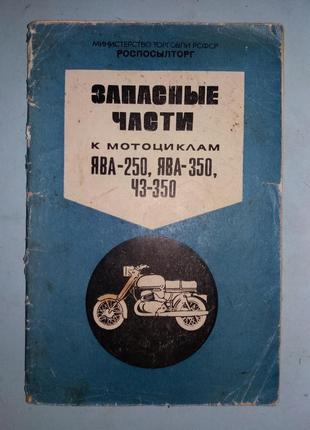 МИНИСТЕРСТВО ТОРГОВЛИ РСФСР
РОСПОСЫЛТОРГ
ЗАПАСНЫЕ
ЧАСТИ
К МОТОЦИКЛАМ
ЯВА-250, ЯВА-350,
ЧЗ-350